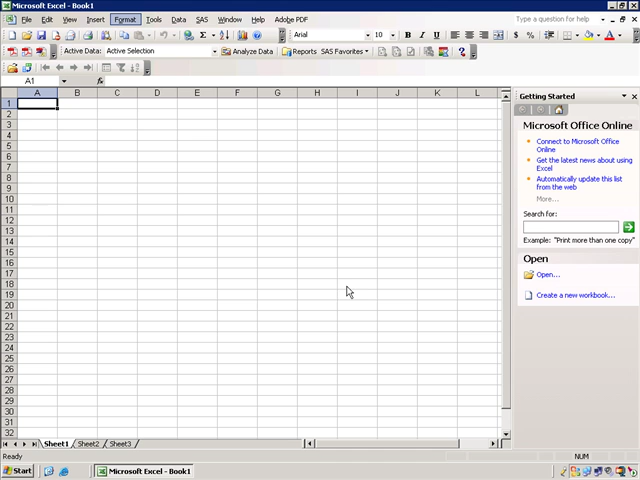 Microsoft Excel - Book1
File Edit View Insert Format Tools Data SAS Window Help Adobe PDF
Type a question for help
Arial 10 B I U $ %
Active Data: Active Selection Analyze Data Reports SAS Favorites
A1 fx
A B C D E F G H I J K L
1
2
3
4
5
6
7
8
9
10
11
12
13
14
15
16
17
18
19
20
21
22
23
24
25
26
27
28
29
30
31
32
Getting Started
Microsoft Office Online
Connect to Microsoft Office
Online
Get the latest news about using
Excel
Automatically update this list
from the web
More...
Search for:
Example: "Print more than one copy"
Open
Open...
Create a new workbook...
Sheet1 Sheet2 Sheet3
Ready NUM
Start Microsoft Excel - Book1